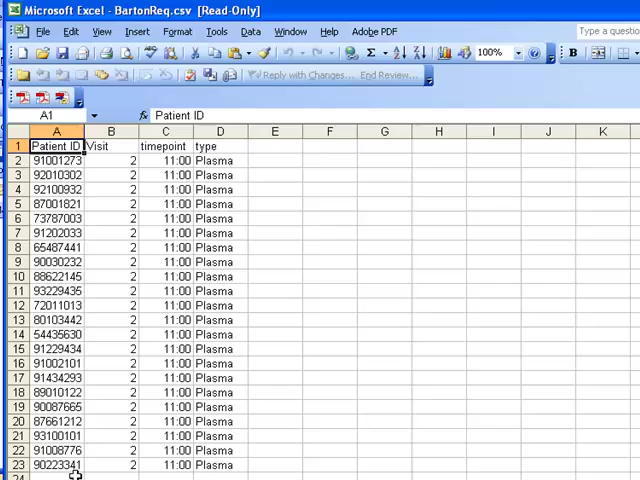 Microsoft Excel - BartonReq.csv [Read-Only]
File Edit View Insert Format Tools Data Window Help Adobe PDF Type a questio
Σ 100% B
Reply with Changes... End Review...
A1 fx Patient ID
A B C D E F G H I J K
1 Patient ID Visit timepoint type
2 91001273 2 11:00 Plasma
3 92010302 2 11:00 Plasma
4 92100932 2 11:00 Plasma
5 87001821 2 11:00 Plasma
6 73787003 2 11:00 Plasma
7 91202033 2 11:00 Plasma
8 65487441 2 11:00 Plasma
9 90030232 2 11:00 Plasma
10 88622145 2 11:00 Plasma
11 93229435 2 11:00 Plasma
12 72011013 2 11:00 Plasma
13 80103442 2 11:00 Plasma
14 54435630 2 11:00 Plasma
15 91229434 2 11:00 Plasma
16 91002101 2 11:00 Plasma
17 91434293 2 11:00 Plasma
18 89010122 2 11:00 Plasma
19 90087665 2 11:00 Plasma
20 87661212 2 11:00 Plasma
21 93100101 2 11:00 Plasma
22 91008776 2 11:00 Plasma
23 90223341 2 11:00 Plasma
24